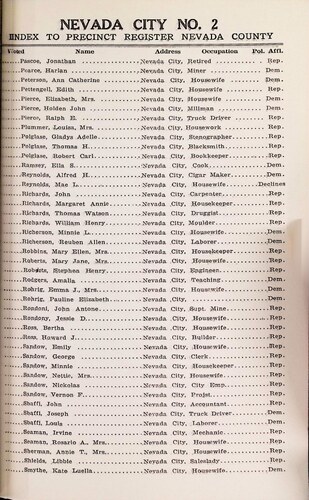 NEVADA CITY NO. 2
INDEX TO PRECINCT REGISTER NEVADA COUNTY
Voted Name Address Occupation Pol. Affl.
Pascoe, Jonathan Nevada City, Retired Rep.
Pearce, Harlan Nevada City, Miner Dem.
Peterson, Ann Catherine Nevada City, Housewife Dem.
Pettengell, Edith Nevada City, Housewife Rep.
Pierce, Elizabeth, Mrs. Nevada City, Housewife Dem.
Pierce, Holden John Nevada City, Millman Dem.
Pierce, Ralph E. Nevada City, Truck Driver Rep.
Plummer, Louisa, Mrs. Nevada City, Housework Rep.
Polglase, Gladys Adelle Nevada City, Stenographer Rep.
Polglase, Thomas H. Nevada City, Blacksmith Rep.
Polglase, Robert Carl Nevada City, Bookkeeper Rep.
Ramsey, Ella S. Nevada City, Cook Dem.
Reynolds, Alfred H. Nevada City, Cigar Maker Dem.
Reynolds, Mae L. Nevada City, Housewife Declines
Richards, John Nevada City, Carpenter Rep.
Richards, Margaret Annie Nevada City, Housekeeper Rep.
Richards, Thomas Watson Nevada City, Druggist Rep.
Richards, William Henry Nevada City, Moulder Rep.
Richerson, Minnie L. Nevada City, Housewife Dem.
Richerson, Reuben Allen Nevada City, Laborer Dem.
Robbins, Mary Ellen, Mrs. Nevada City, Housekeeper Rep.
Roberts, Mary Jane, Mrs. Nevada City, Housewife Rep.
Roberts, Stephen Henry Nevada City, Engineer Rep.
Rodgers, Amalia Nevada City, Teaching Dem.
Rohrig, Emma J., Mrs. Nevada City, Housewife Dem.
Rohrig, Pauline Elizabeth Nevada City, Dem.
Rondoni, John Antone Nevada City, Supt. Mine Rep.
Rondony, Jessie D. Nevada City, Housewife Rep.
Ross, Bertha Nevada City, Housewife Rep.
Ross, Howard J. Nevada City, Builder Rep.
Sandow, Emily Nevada City, Housewife Rep.
Sandow, George Nevada City, Clerk Rep.
Sandow, Minnie Nevada City, Housekeeper Rep.
Sandow, Nettie, Mrs. Nevada City, Housewife Rep.
Sandow, Nickolas Nevada City, City Emp. Rep.
Sandow, Vernon F. Nevada City, Projst. Rep.
Shaffl, John Nevada City, Accountant Rep.
Shaffl, Joseph Nevada City, Truck Driver Dem.
Shaffl, Louis Nevada City, Laborer Dem.
Seaman, Irvine Nevada City, Mechanic Rep.
Seaman, Rosario A., Mrs. Nevada City, Housewife Rep.
Sherman, Annie T., Mrs. Nevada City, Housewife Rep.
Shields, Libbie Nevada City, Saleslady Rep.
Smythe, Kate Luella Nevada City, Housewife Dem.